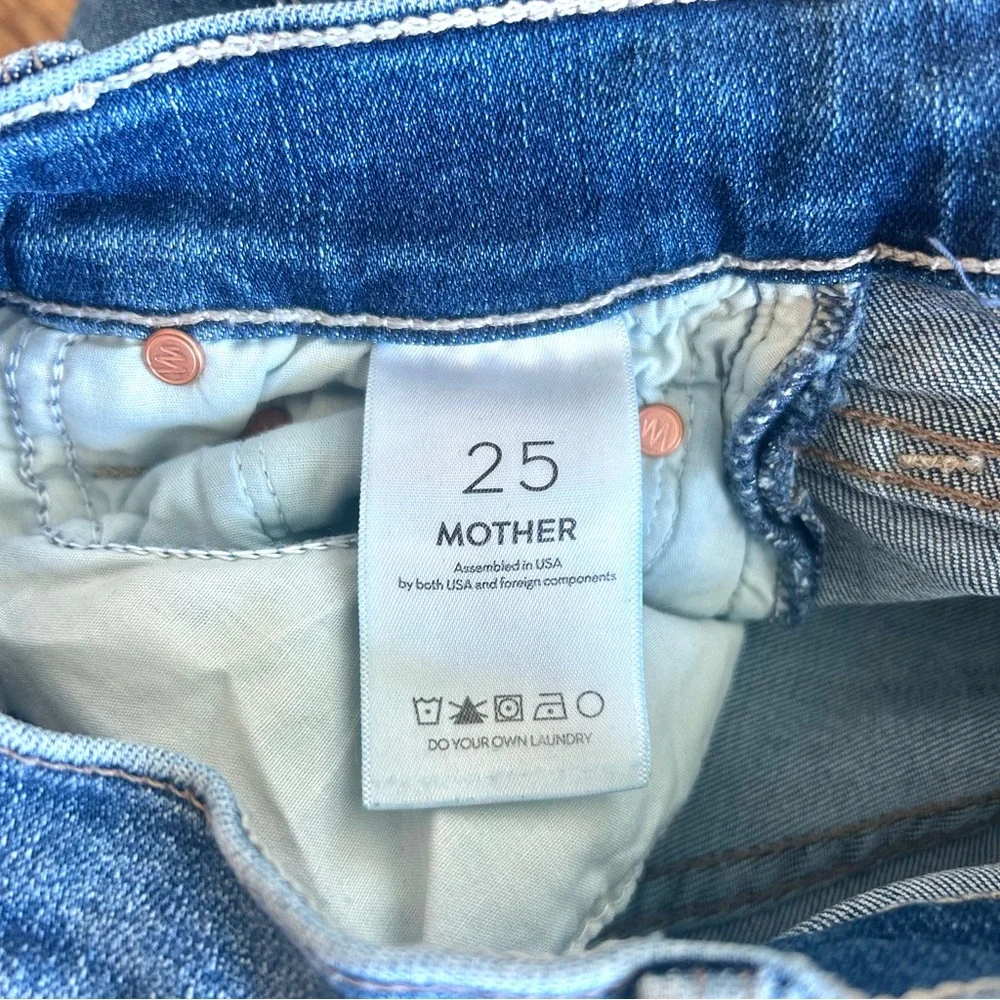 25
MOTHER
Assembled in USA
by both USA and foreign components
DO YOUR OWN LAUNDRY